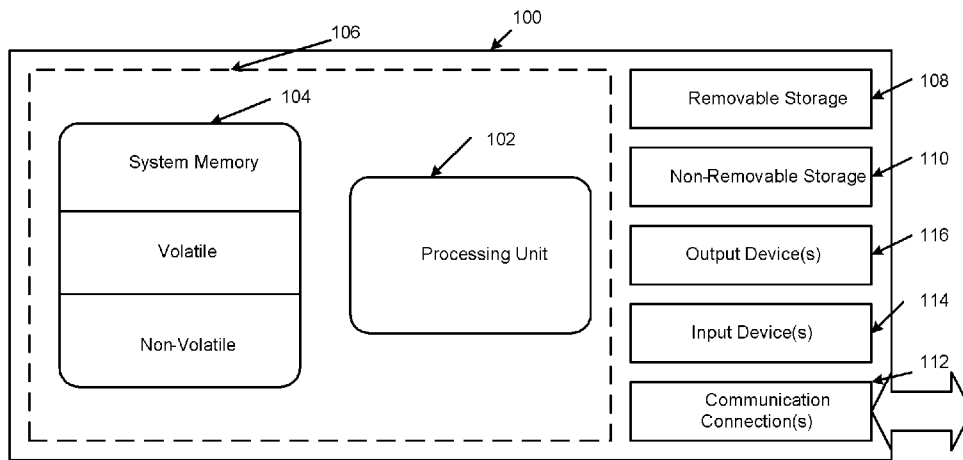 100
106
104
System Memory
Volatile
Non-Volatile
102
Processing Unit
Removable Storage
108
Non-Removable Storage
110
Output Device(s)
116
Input Device(s)
114
112
Communication
Connection(s)